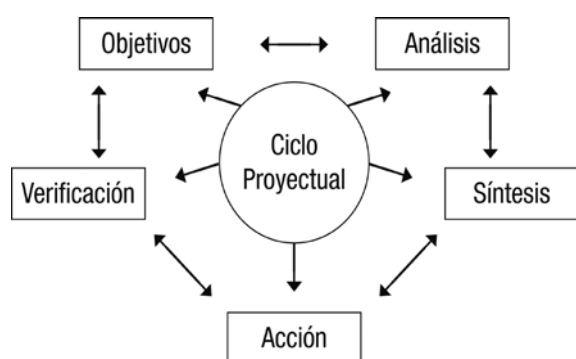 Objetivos
Análisis
Ciclo
Proyectual
Verificación
Síntesis
Acción